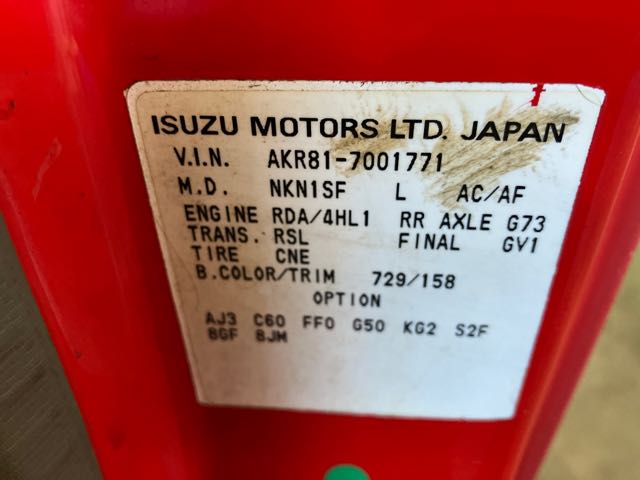 ISUZU MOTORS LTD. JAPAN
V.I.N. AKR81-7001771
M.D. NKN1SF L AC/AF
ENGINE RDA/4HL1 RR AXLE G73
TRANS. RSL FINAL GV1
TIRE CNE
B.COLOR/TRIM 729/158
OPTION
AJ3 C60 FF0 G50 KG2 S2F
8GF 8JM